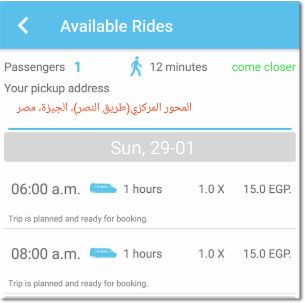 Available Rides
Passengers 1 12 minutes come closer
Your pickup address
المحور المركزي(طريق النصر)، الجيزة، مصر
Sun, 29-01
06:00 a.m. 1 hours 1.0 X 15.0 EGP.
Trip is planned and ready for booking.
08:00 a.m. 1 hours 1.0 X 15.0 EGP.
Trip is planned and ready for booking.